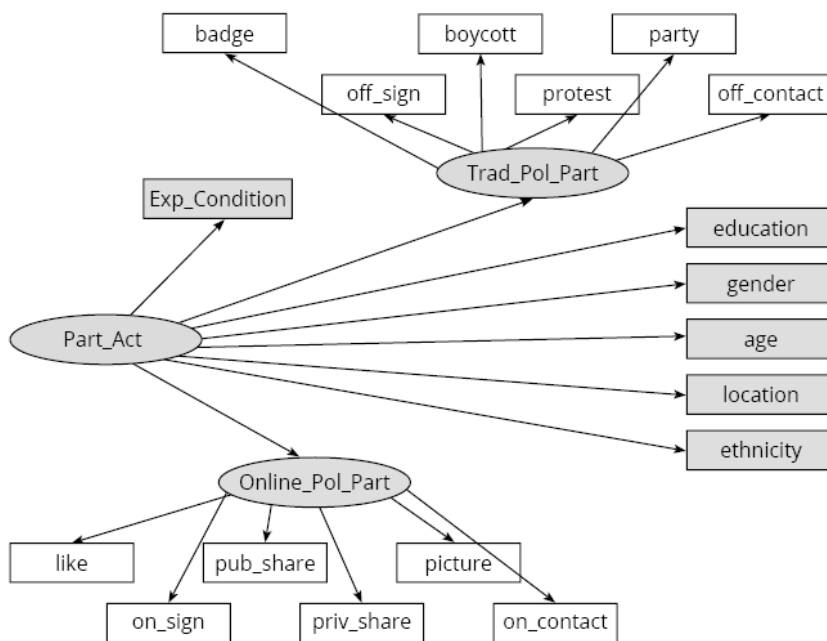 badge
boycott
party
off_sign
protest
off_contact
Trad_Pol_Part
Exp_Condition
education
gender
Part_Act
age
location
ethnicity
Online_Pol_Part
like
pub_share
picture
on_sign
priv_share
on_contact